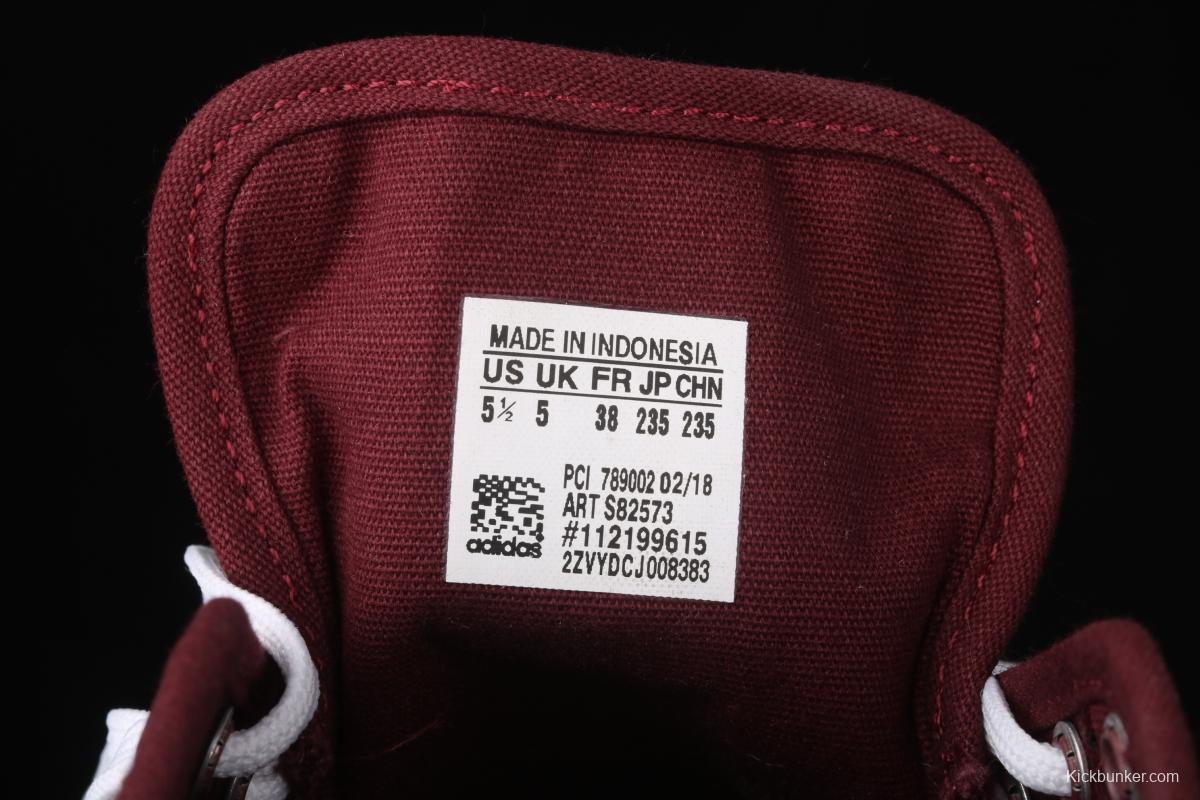 MADE IN INDONESIA
US UK FR JP CHN
5½ 5 38 235 235
PCI 789002 02/18
ART S82573
#112199615
2ZVYDCJ008383
adidas
Kickbunker.com